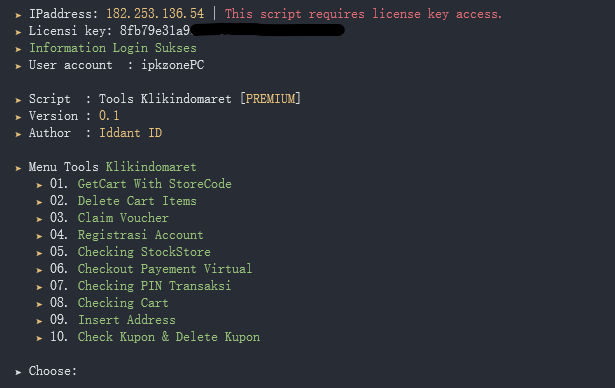 ➤ IPaddress: 182.253.136.54 | This script requires license key access.
➤ Licensi key: 8fb79e31a9
➤ Information Login Sukses
➤ User account : ipkzonePC
➤ Script : Tools Klikindomaret [PREMIUM]
➤ Version : 0.1
➤ Author : Iddant ID
➤ Menu Tools Klikindomaret
➤ 01. GetCart With StoreCode
➤ 02. Delete Cart Items
➤ 03. Claim Voucher
➤ 04. Registrasi Account
➤ 05. Checking StockStore
➤ 06. Checkout Payement Virtual
➤ 07. Checking PIN Transaksi
➤ 08. Checking Cart
➤ 09. Insert Address
➤ 10. Check Kupon & Delete Kupon
➤ Choose: